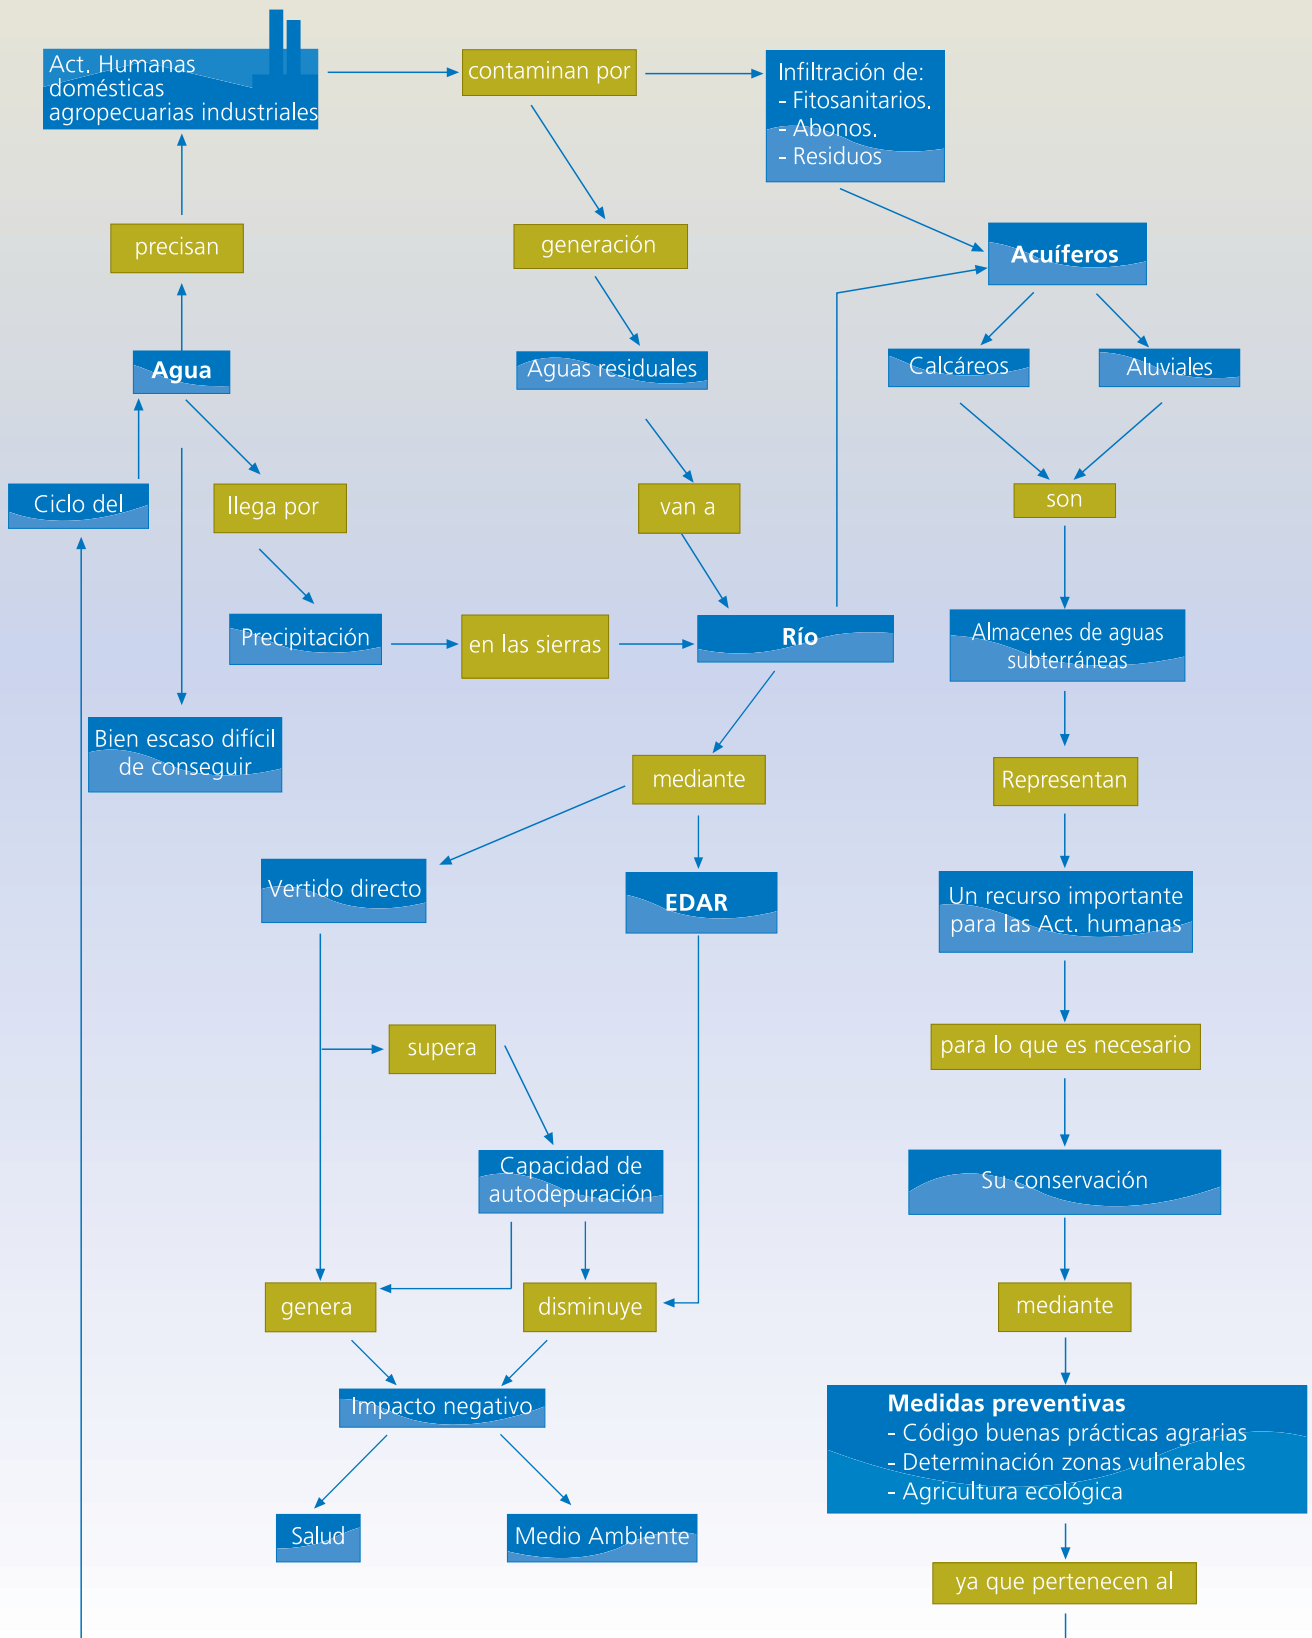 Act. Humanas
domésticas
agropecuarias industriales
contaminan por
Infiltración de:
- Fitosanitarios.
- Abonos.
- Residuos
precisan
generación
Acuíferos
Agua
Aguas residuales
Calcáreos
Aluviales
Ciclo del
llega por
van a
son
Precipitación
en las sierras
Río
Almacenes de aguas
subterráneas
Bien escaso difícil
de conseguir
mediante
Representan
Vertido directo
EDAR
Un recurso importante
para las Act. humanas
supera
para lo que es necesario
Capacidad de
autodepuración
Su conservación
genera
disminuye
mediante
Impacto negativo
Medidas preventivas
- Código buenas prácticas agrarias
- Determinación zonas vulnerables
- Agricultura ecológica
Salud
Medio Ambiente
ya que pertenecen al